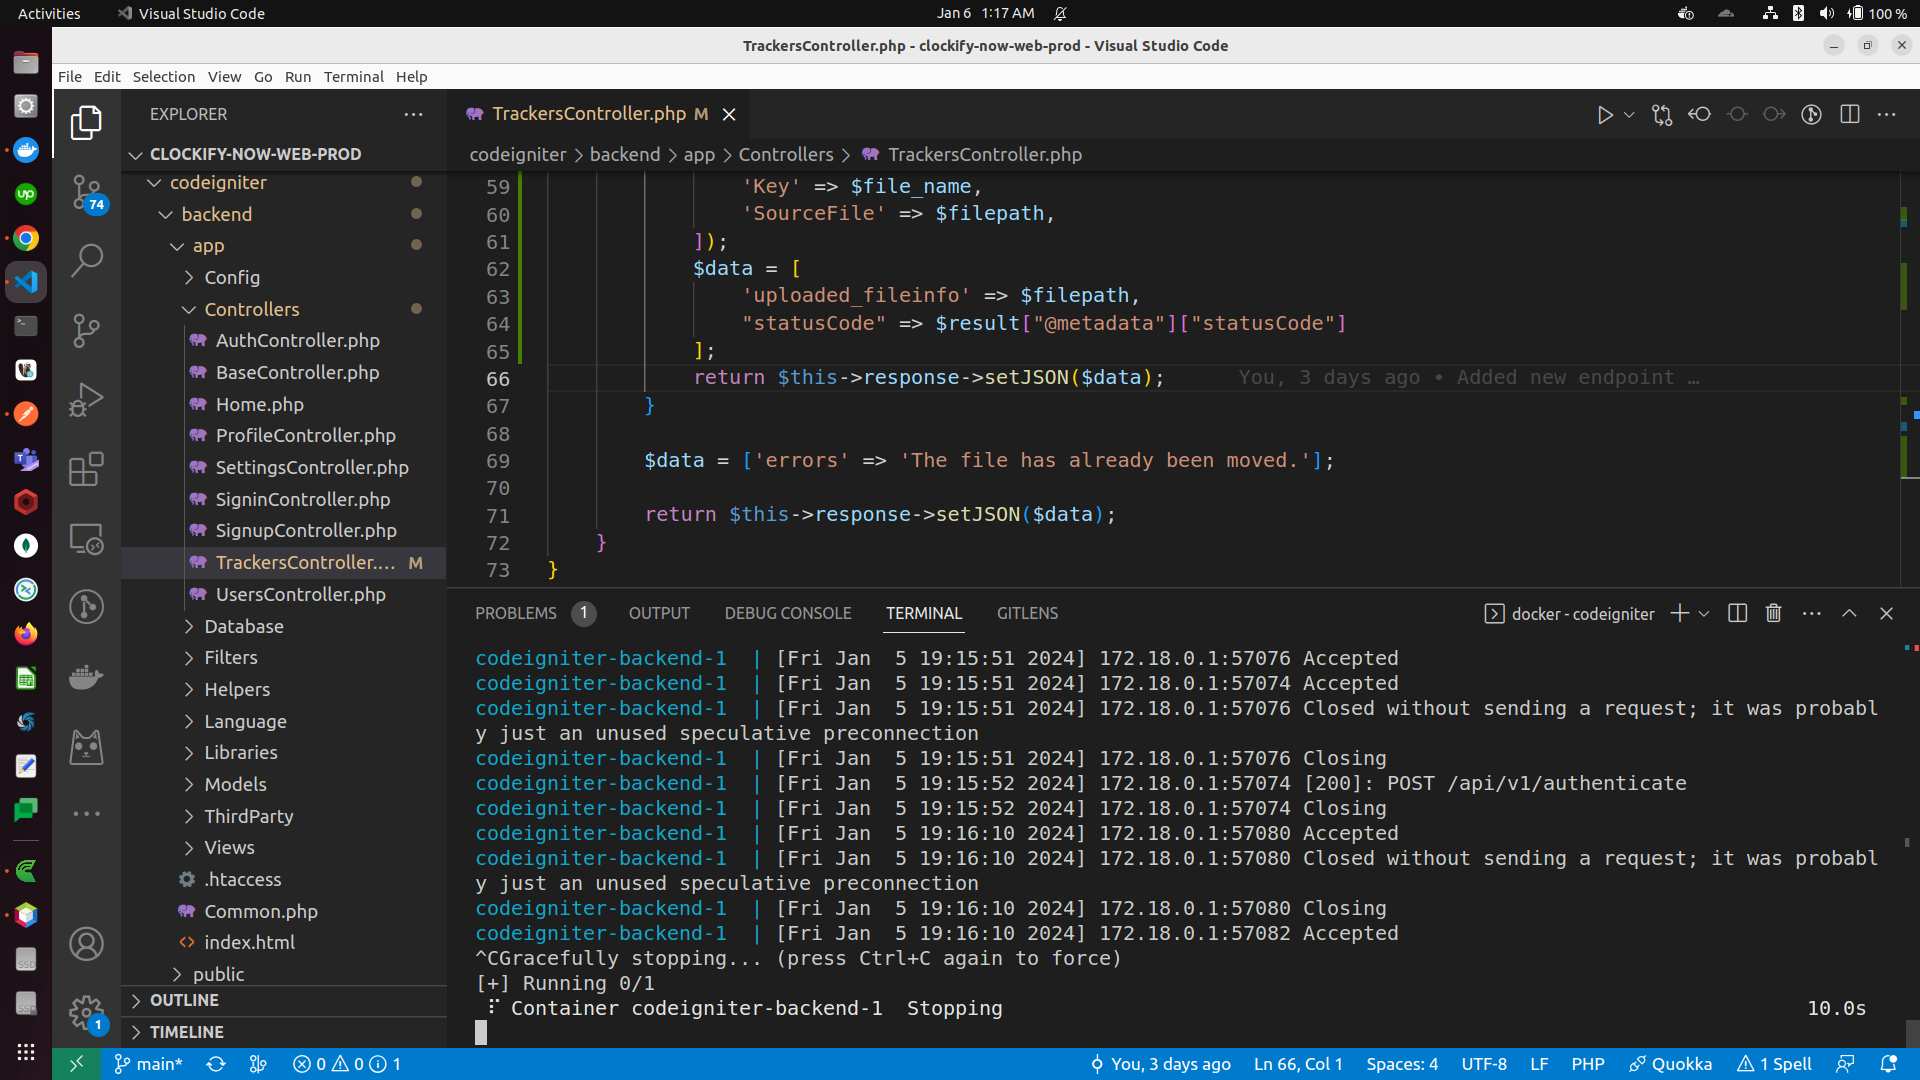 Activities
Visual Studio Code
Jan 6 1:17 AM
100 %
TrackersController.php - clockify-now-web-prod - Visual Studio Code
File Edit Selection View Go Run Terminal Help
EXPLORER
CLOCKIFY-NOW-WEB-PROD
codeigniter
backend
app
Config
Controllers
AuthController.php
BaseController.php
Home.php
ProfileController.php
SettingsController.php
SigninController.php
SignupController.php
TrackersController.... M
UsersController.php
Database
Filters
Helpers
Language
Libraries
Models
ThirdParty
Views
.htaccess
Common.php
index.html
public
OUTLINE
TIMELINE
74
1
up
T
SSD
SSD
TrackersController.php M
codeigniter > backend > app > Controllers > TrackersController.php
59 'Key' => $file_name,
60 'SourceFile' => $filepath,
61 ]);
62 $data = [
63 'uploaded_fileinfo' => $filepath,
64 "statusCode" => $result["@metadata"]["statusCode"]
65 ];
66 return $this->response->setJSON($data); You, 3 days ago • Added new endpoint …
67 }
68
69 $data = ['errors' => 'The file has already been moved.'];
70
71 return $this->response->setJSON($data);
72 }
73 }
PROBLEMS 1 OUTPUT DEBUG CONSOLE TERMINAL GITLENS
docker - codeigniter
codeigniter-backend-1 | [Fri Jan 5 19:15:51 2024] 172.18.0.1:57076 Accepted
codeigniter-backend-1 | [Fri Jan 5 19:15:51 2024] 172.18.0.1:57074 Accepted
codeigniter-backend-1 | [Fri Jan 5 19:15:51 2024] 172.18.0.1:57076 Closed without sending a request; it was probabl
y just an unused speculative preconnection
codeigniter-backend-1 | [Fri Jan 5 19:15:51 2024] 172.18.0.1:57076 Closing
codeigniter-backend-1 | [Fri Jan 5 19:15:52 2024] 172.18.0.1:57074 [200]: POST /api/v1/authenticate
codeigniter-backend-1 | [Fri Jan 5 19:15:52 2024] 172.18.0.1:57074 Closing
codeigniter-backend-1 | [Fri Jan 5 19:16:10 2024] 172.18.0.1:57080 Accepted
codeigniter-backend-1 | [Fri Jan 5 19:16:10 2024] 172.18.0.1:57080 Closed without sending a request; it was probabl
y just an unused speculative preconnection
codeigniter-backend-1 | [Fri Jan 5 19:16:10 2024] 172.18.0.1:57080 Closing
codeigniter-backend-1 | [Fri Jan 5 19:16:10 2024] 172.18.0.1:57082 Accepted
^CGracefully stopping... (press Ctrl+C again to force)
[+] Running 0/1
⠏ Container codeigniter-backend-1 Stopping 10.0s
main* 0 0 1
You, 3 days ago Ln 66, Col 1 Spaces: 4 UTF-8 LF PHP Quokka 1 Spell